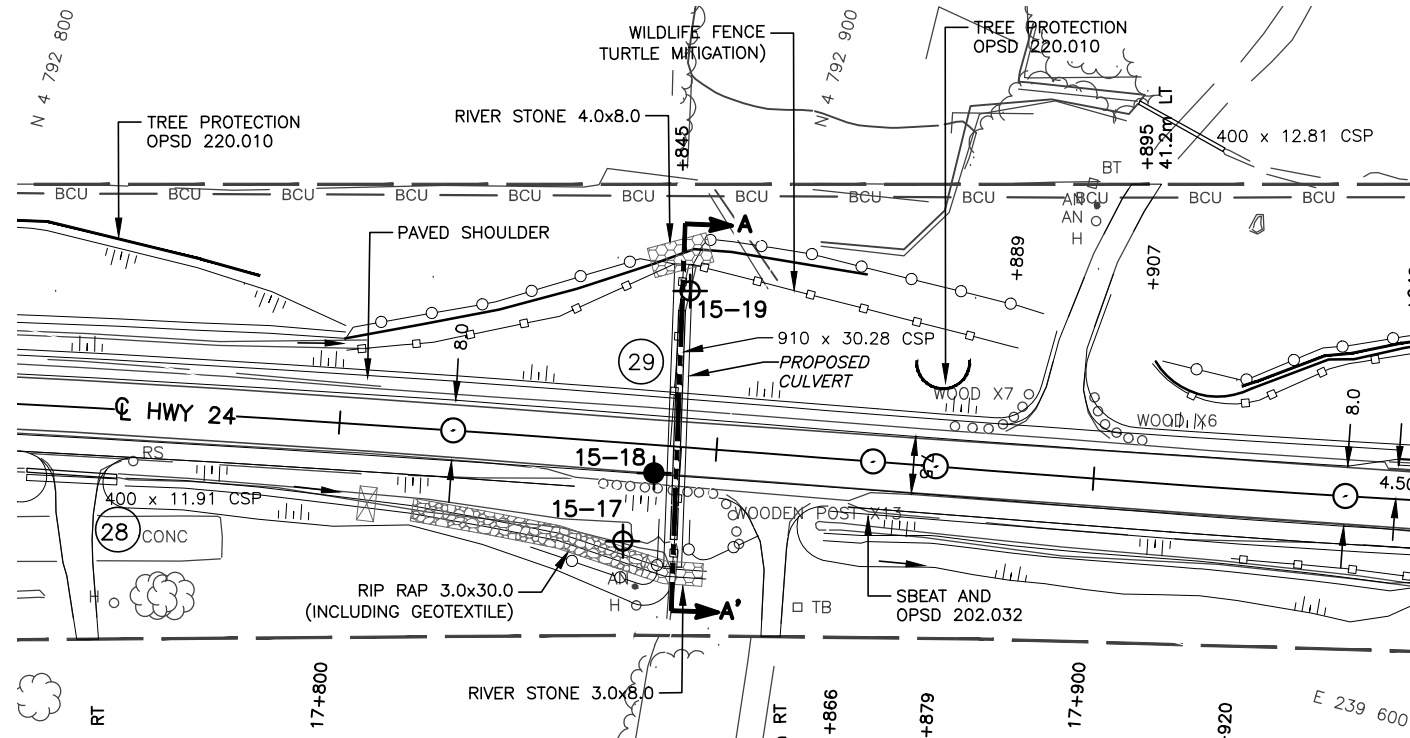 N 4 792 800
N 4 792 900
WILDLIFE FENCE
TURTLE MITIGATION)
TREE PROTECTION
OPSD 220.010
TREE PROTECTION
OPSD 220.010
RIVER STONE 4.0x8.0
+845
+895 LT
41.2m
400 x 12.81 CSP
BT
BCU
BCU
BCU
BCU
BCU
BCU
BCU
BCU
BCU
BCU
BCU
BCU
AN
AN
H
A
PAVED SHOULDER
+889
+907
15-19
8.0
910 x 30.28 CSP
29
PROPOSED
CULVERT
WOOD X7
WOOD X6
8.0
HWY 24
RS
15-18
4.50
400 x 11.91 CSP
15-17
WOODEN POST X13
28
CONC
RIP RAP 3.0x30.0
(INCLUDING GEOTEXTILE)
AN
H
H
A'
TB
SBEAT AND
OPSD 202.032
RIVER STONE 3.0x8.0
RT
17+800
RT
+866
+879
17+900
+920
E 239 600